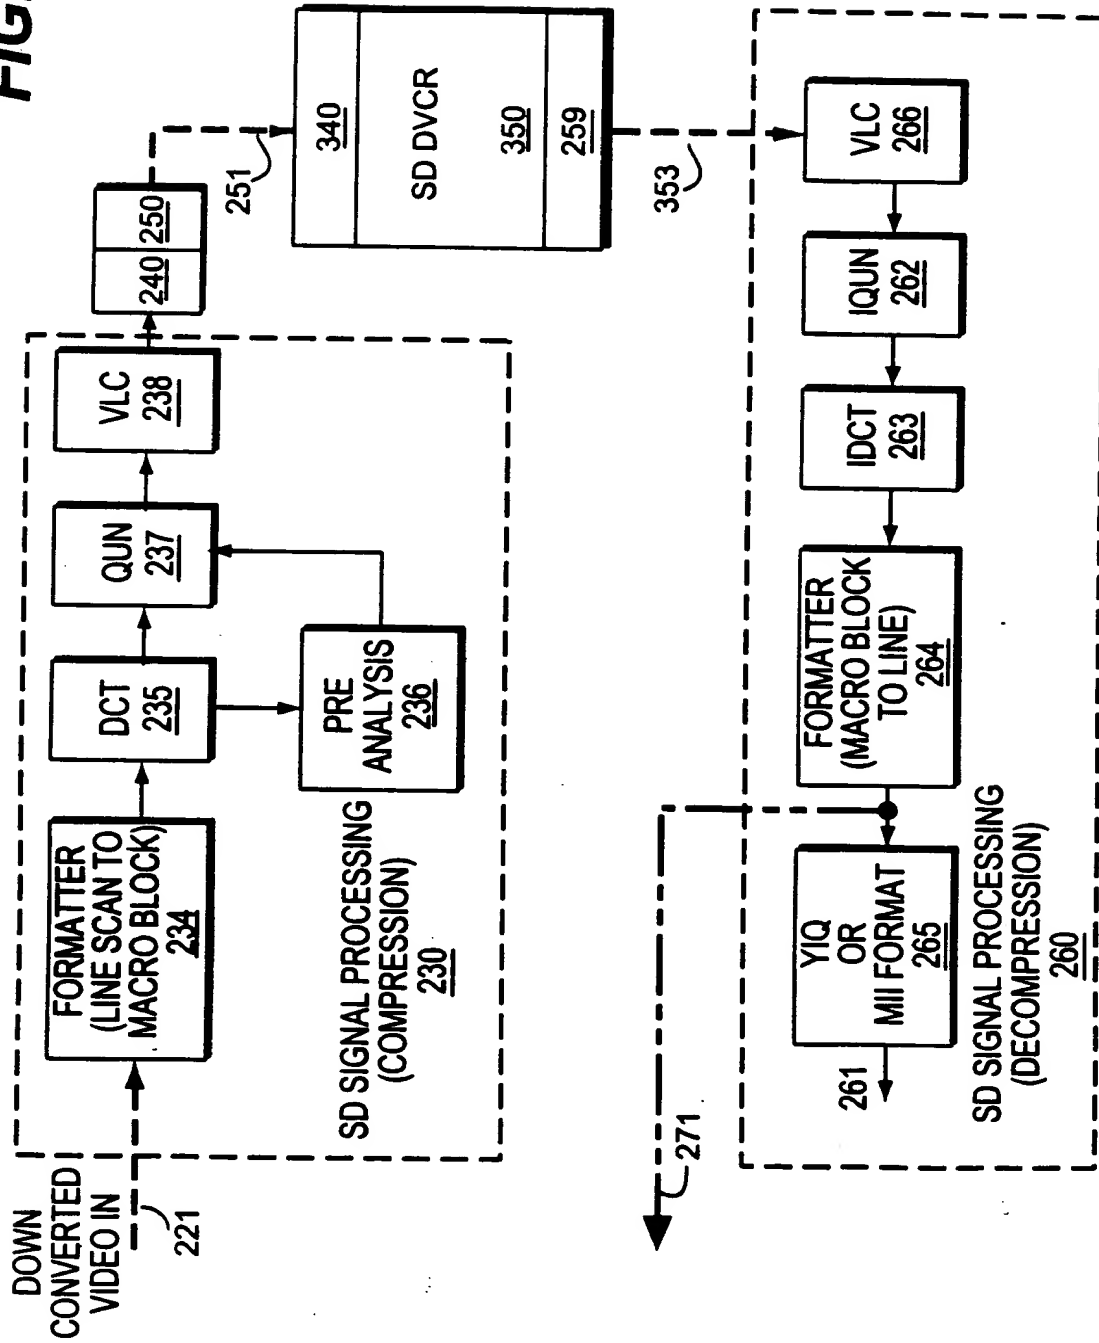 FIG
DOWN
CONVERTED
VIDEO IN
221
FORMATTER
(LINE SCAN TO
MACRO BLOCK)
234
DCT
235
QUN
237
VLC
238
PRE
ANALYSIS
236
SD SIGNAL PROCESSING
(COMPRESSION)
230
240
250
251
340
SD DVCR
350
259
353
VLC
266
IQUN
262
IDCT
263
FORMATTER
(MACRO BLOCK
TO LINE)
264
271
YIQ
OR
MII FORMAT
265
261
SD SIGNAL PROCESSING
(DECOMPRESSION)
260